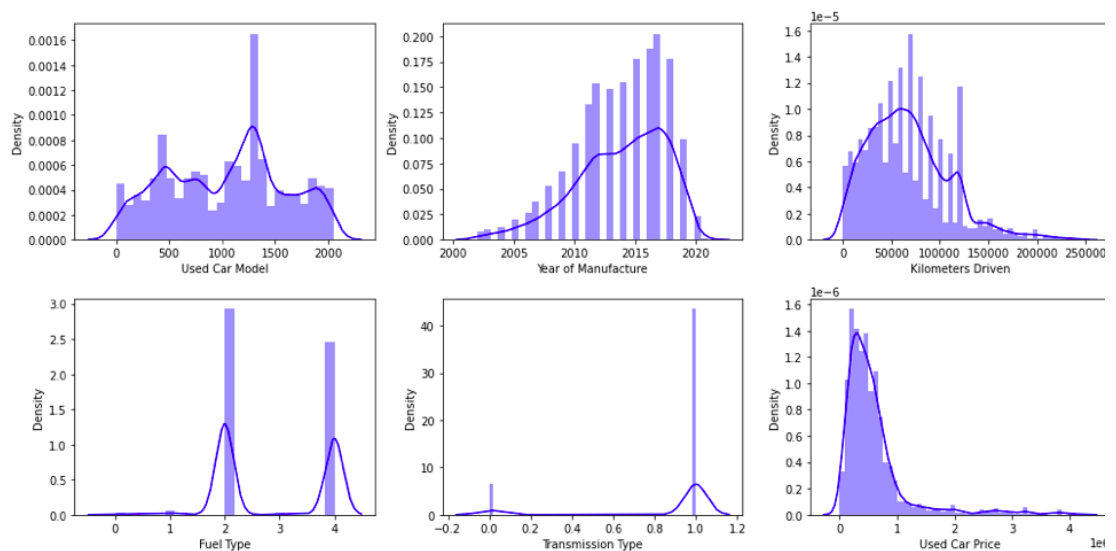 0.0016
0.0014
0.0012
0.0010
0.0008
0.0006
0.0004
0.0002
0.0000
Density
0 500 1000 1500 2000
Used Car Model
0.200
0.175
0.150
0.125
0.100
0.075
0.050
0.025
0.000
Density
2000 2005 2010 2015 2020
Year of Manufacture
1e−5
1.6
1.4
1.2
1.0
0.8
0.6
0.4
0.2
0.0
Density
0 50000 100000 150000 200000 250000
Kilometers Driven
3.0
2.5
2.0
1.5
1.0
0.5
0.0
Density
0 1 2 3 4
Fuel Type
40
30
20
10
0
Density
−0.2 0.0 0.2 0.4 0.6 0.8 1.0 1.2
Transmission Type
1e−6
1.6
1.4
1.2
1.0
0.8
0.6
0.4
0.2
0.0
Density
0 1 2 3 4
Used Car Price